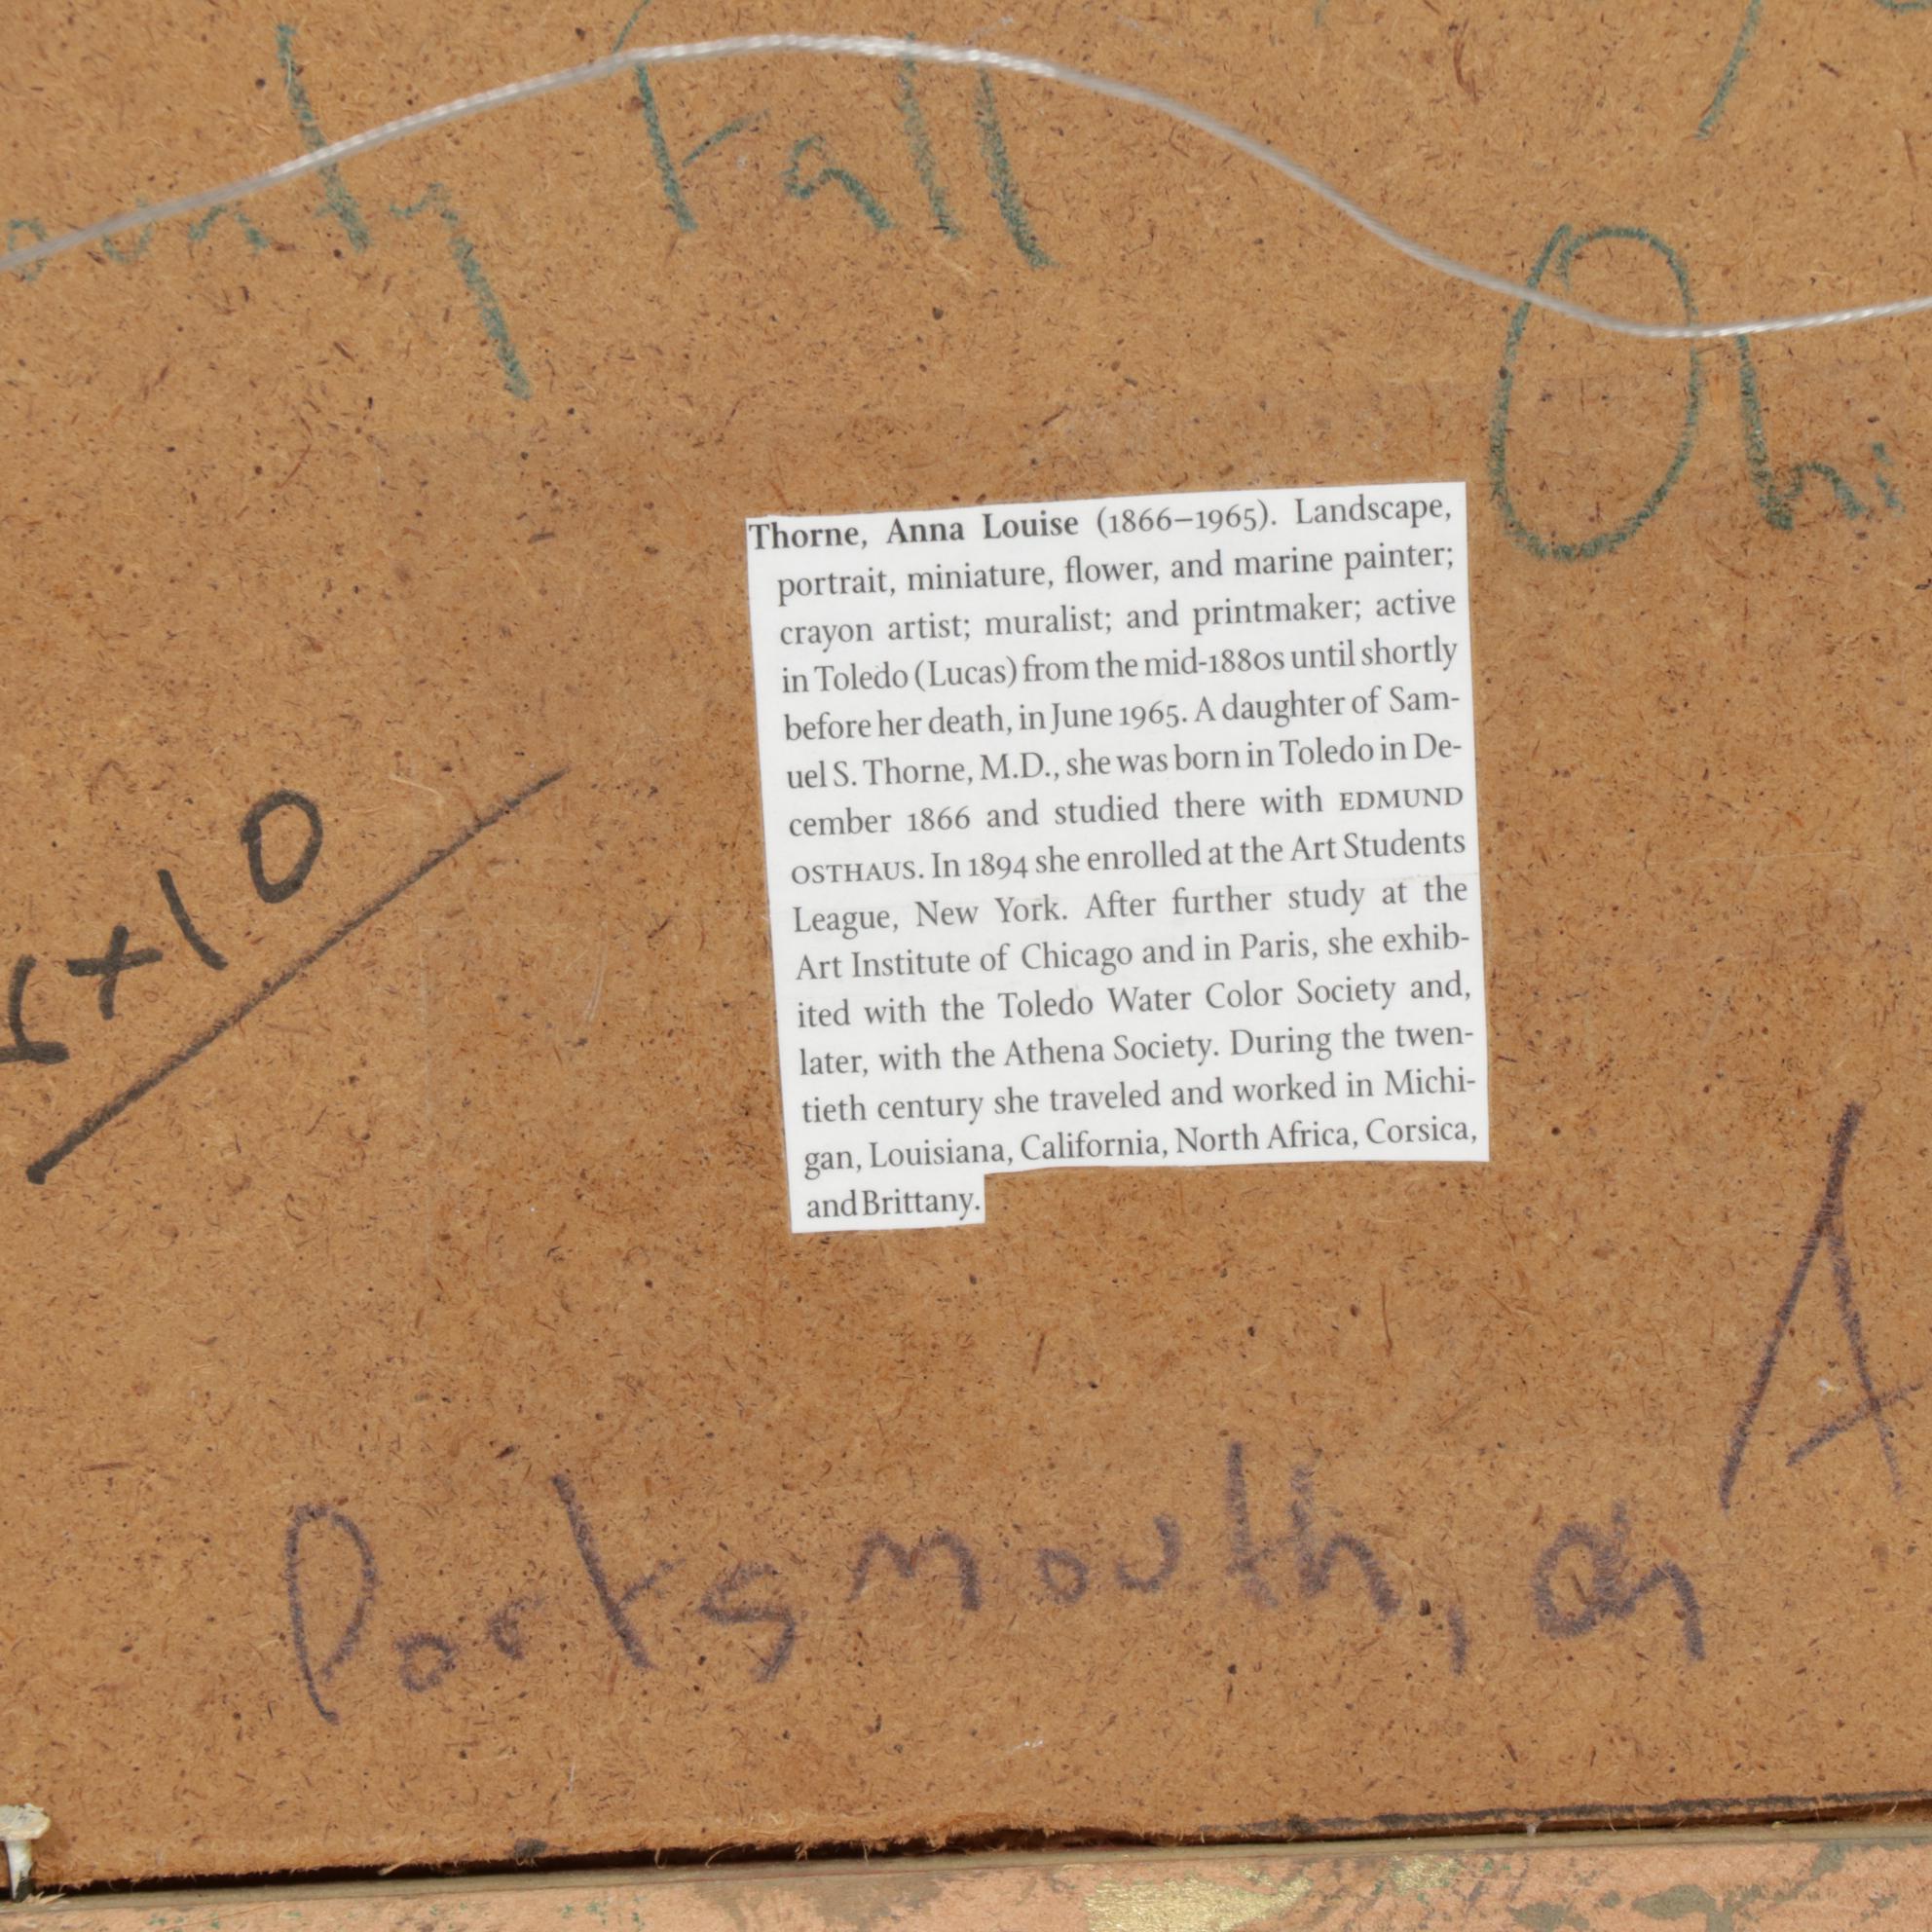 ounty Fall
Ohi
Thorne, Anna Louise (1866–1965). Landscape,
portrait, miniature, flower, and marine painter;
crayon artist; muralist; and printmaker; active
in Toledo (Lucas) from the mid-1880s until shortly
before her death, in June 1965. A daughter of Sam-
uel S. Thorne, M.D., she was born in Toledo in De-
cember 1866 and studied there with EDMUND
OSTHAUS. In 1894 she enrolled at the Art Students
League, New York. After further study at the
Art Institute of Chicago and in Paris, she exhib-
ited with the Toledo Water Color Society and,
later, with the Athena Society. During the twen-
tieth century she traveled and worked in Michi-
gan, Louisiana, California, North Africa, Corsica,
and Brittany.
5+10
A
Portsmouth,